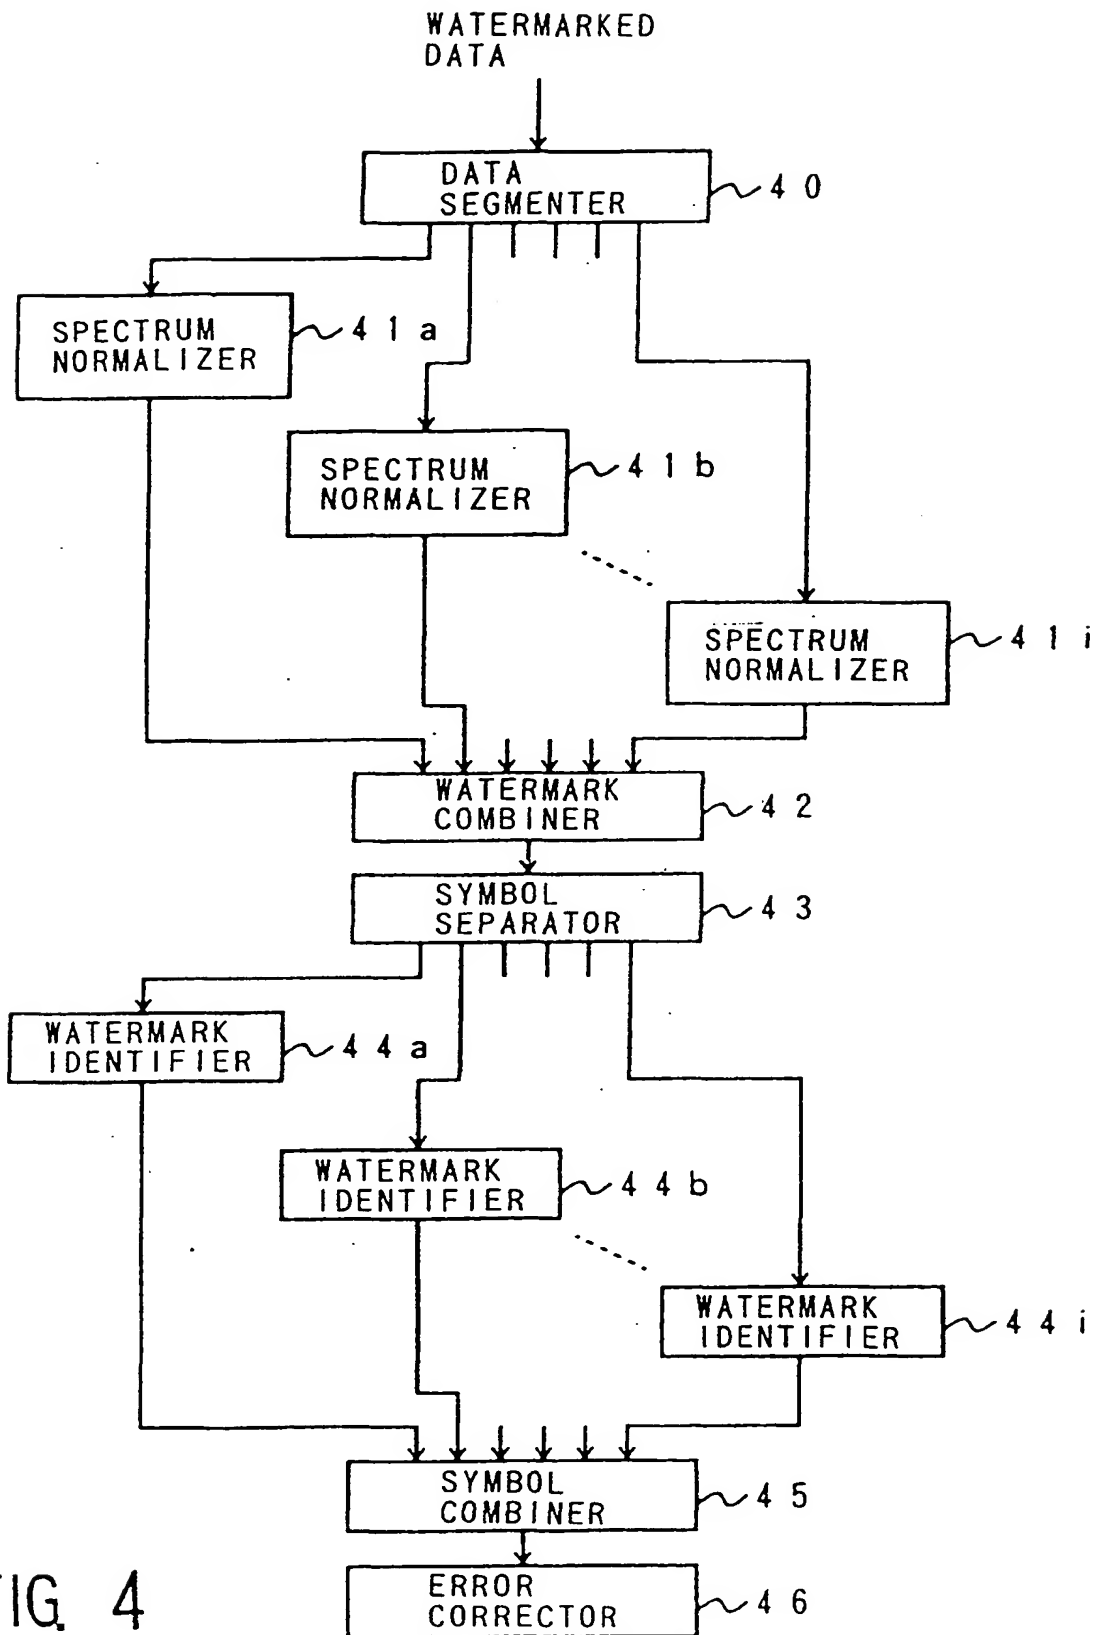 WATERMARKED
DATA
DATA
SEGMENTER
40
SPECTRUM
NORMALIZER
41a
SPECTRUM
NORMALIZER
41b
SPECTRUM
NORMALIZER
41i
WATERMARK
COMBINER
42
SYMBOL
SEPARATOR
43
WATERMARK
IDENTIFIER
44a
WATERMARK
IDENTIFIER
44b
WATERMARK
IDENTIFIER
44i
SYMBOL
COMBINER
45
ERROR
CORRECTOR
46
FIG. 4